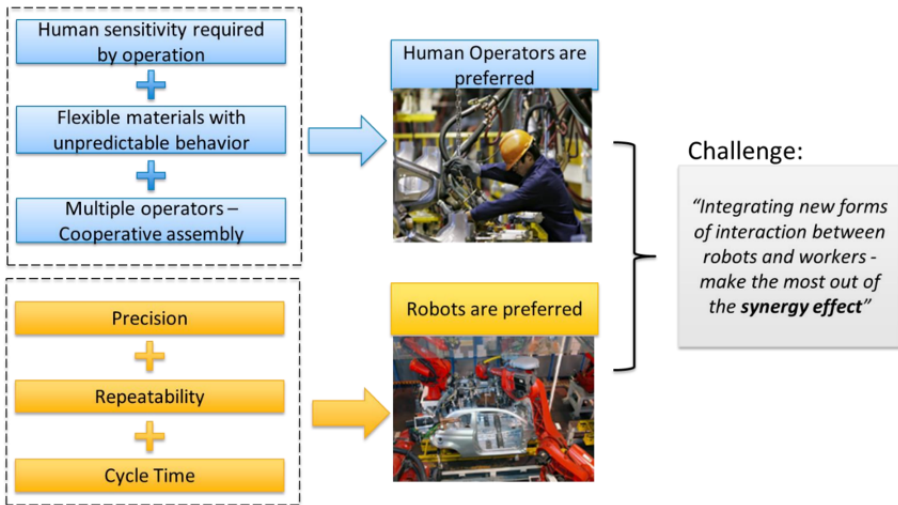 Human sensitivity required
by operation
Flexible materials with
unpredictable behavior
Multiple operators –
Cooperative assembly
Human Operators are
preferred
Precision
Repeatability
Cycle Time
Robots are preferred
Challenge:
“Integrating new forms
of interaction between
robots and workers -
make the most out of
the synergy effect”